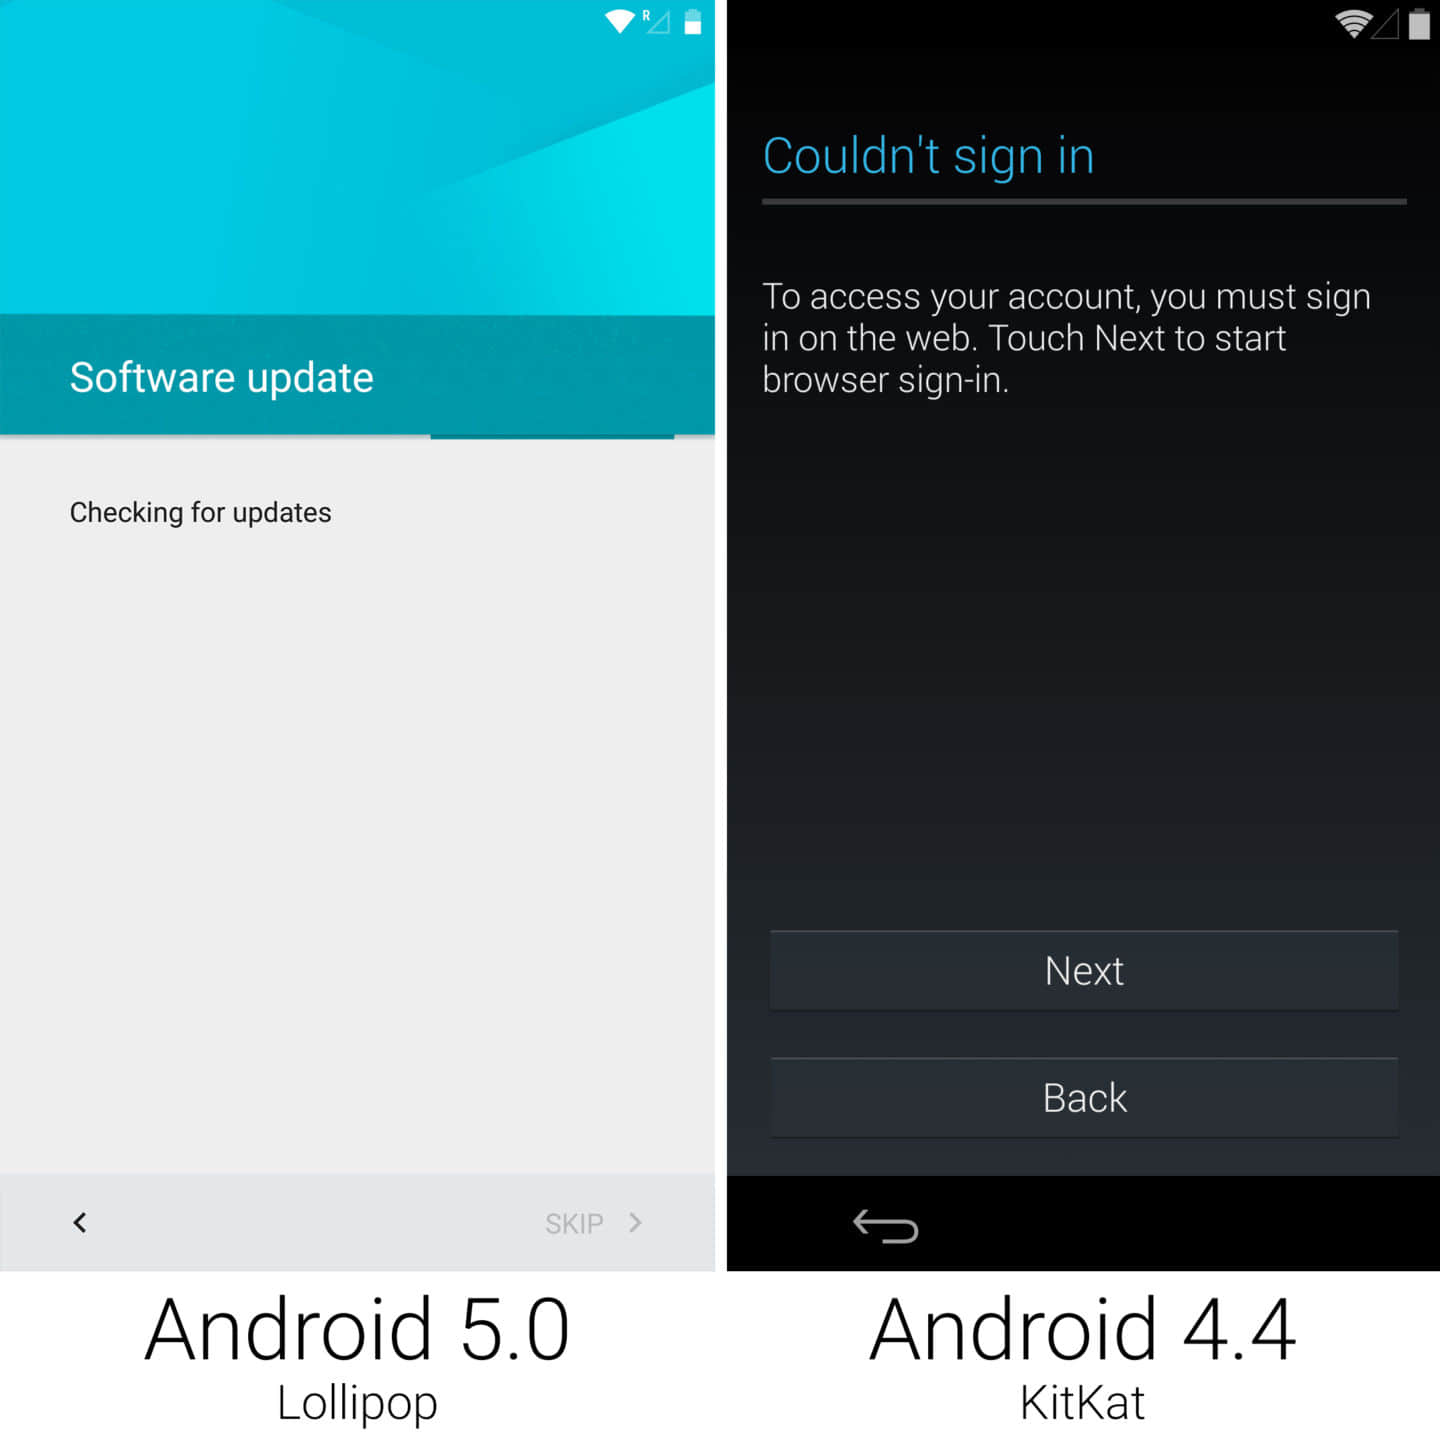 R
Software update
Checking for updates
SKIP
Android 5.0
Lollipop
Couldn't sign in
To access your account, you must sign
in on the web. Touch Next to start
browser sign-in.
Next
Back
Android 4.4
KitKat